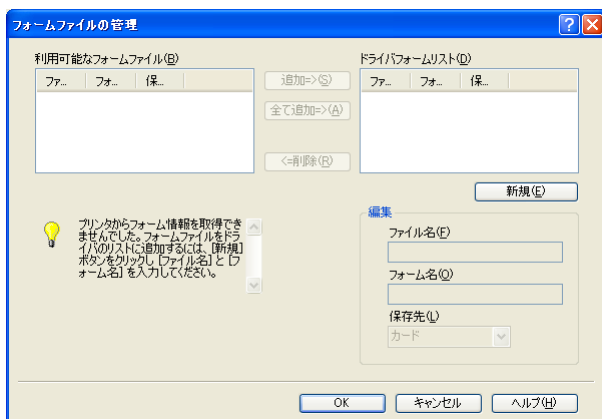 フォームファイルの管理
利用可能なフォームファイル(B)
ファ... フォ... 保...
追加=>(S)
全て追加=>(A)
<=削除(R)
ドライバフォームリスト(D)
ファ... フォ... 保...
新規(E)
プリンタからフォーム情報を取得で
きませんでした。フォームファイルをドラ
イバのリストに追加するには、[新規]
ボタンをクリックし [ファイル名] と [フ
ォーム名] を入力してください。
編集
ファイル名(F)
フォーム名(O)
保存先(L)
カード
OK
キャンセル
ヘルプ(H)